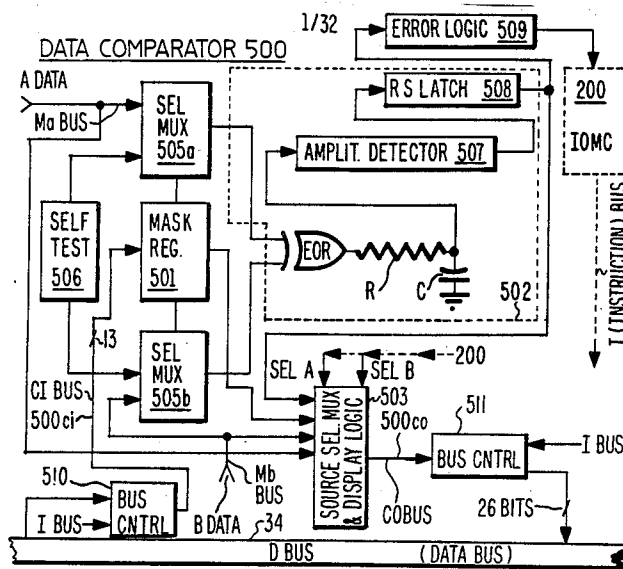 1/32
ERROR LOGIC 509
DATA COMPARATOR 500
A DATA
Ma BUS
SEL
MUX
505a
R S LATCH 508
200
IOMC
AMPLIT. DETECTOR 507
SELF
TEST
506
MASK
REG.
501
EOR
R
C
502
I (INSTRUCTION) BUS
13
SEL
MUX
505b
CI BUS
500ci
SEL A
SEL B
200
503
SOURCE SEL. MUX
& DISPLAY LOGIC
500co
511
BUS CNTRL
I BUS
COBUS
26 BITS
Mb
BUS
B DATA
510
BUS
CNTRL
I BUS
34
D BUS (DATA BUS)